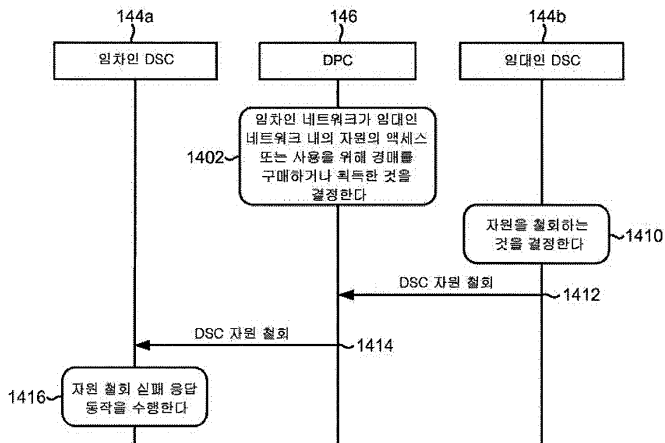 144a
146
144b
임차인 DSC
DPC
임대인 DSC
임차인 네트워크가 임대인
네트워크 내의 자원의 액세스
또는 사용을 위해 경매를
구매하거나 획득한 것을
결정한다
1402
자원을 철회하는
것을 결정한다
1410
DSC 자원 철회
1412
DSC 자원 철회
1414
1416
자원 철회 실패 응답
동작을 수행한다